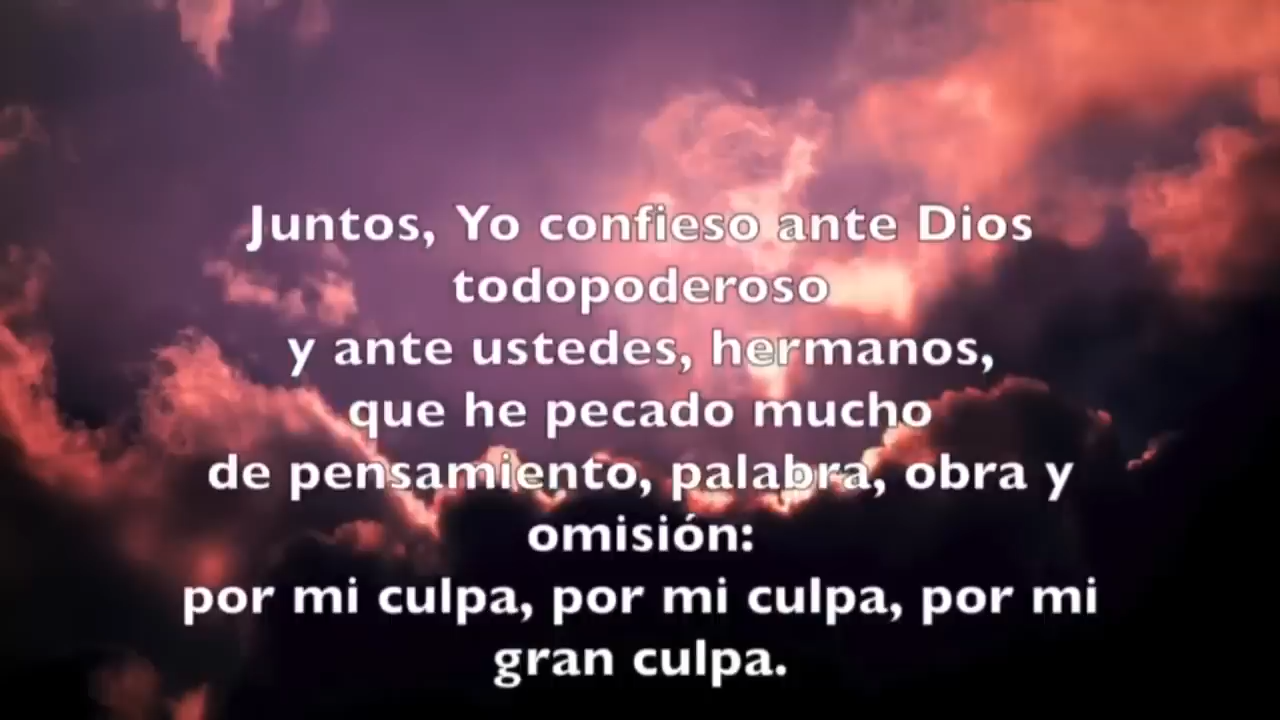 Juntos, Yo confieso ante Dios
todopoderoso
y ante ustedes, hermanos,
que he pecado mucho
de pensamiento, palabra, obra y
omisión:
por mi culpa, por mi culpa, por mi
gran culpa.